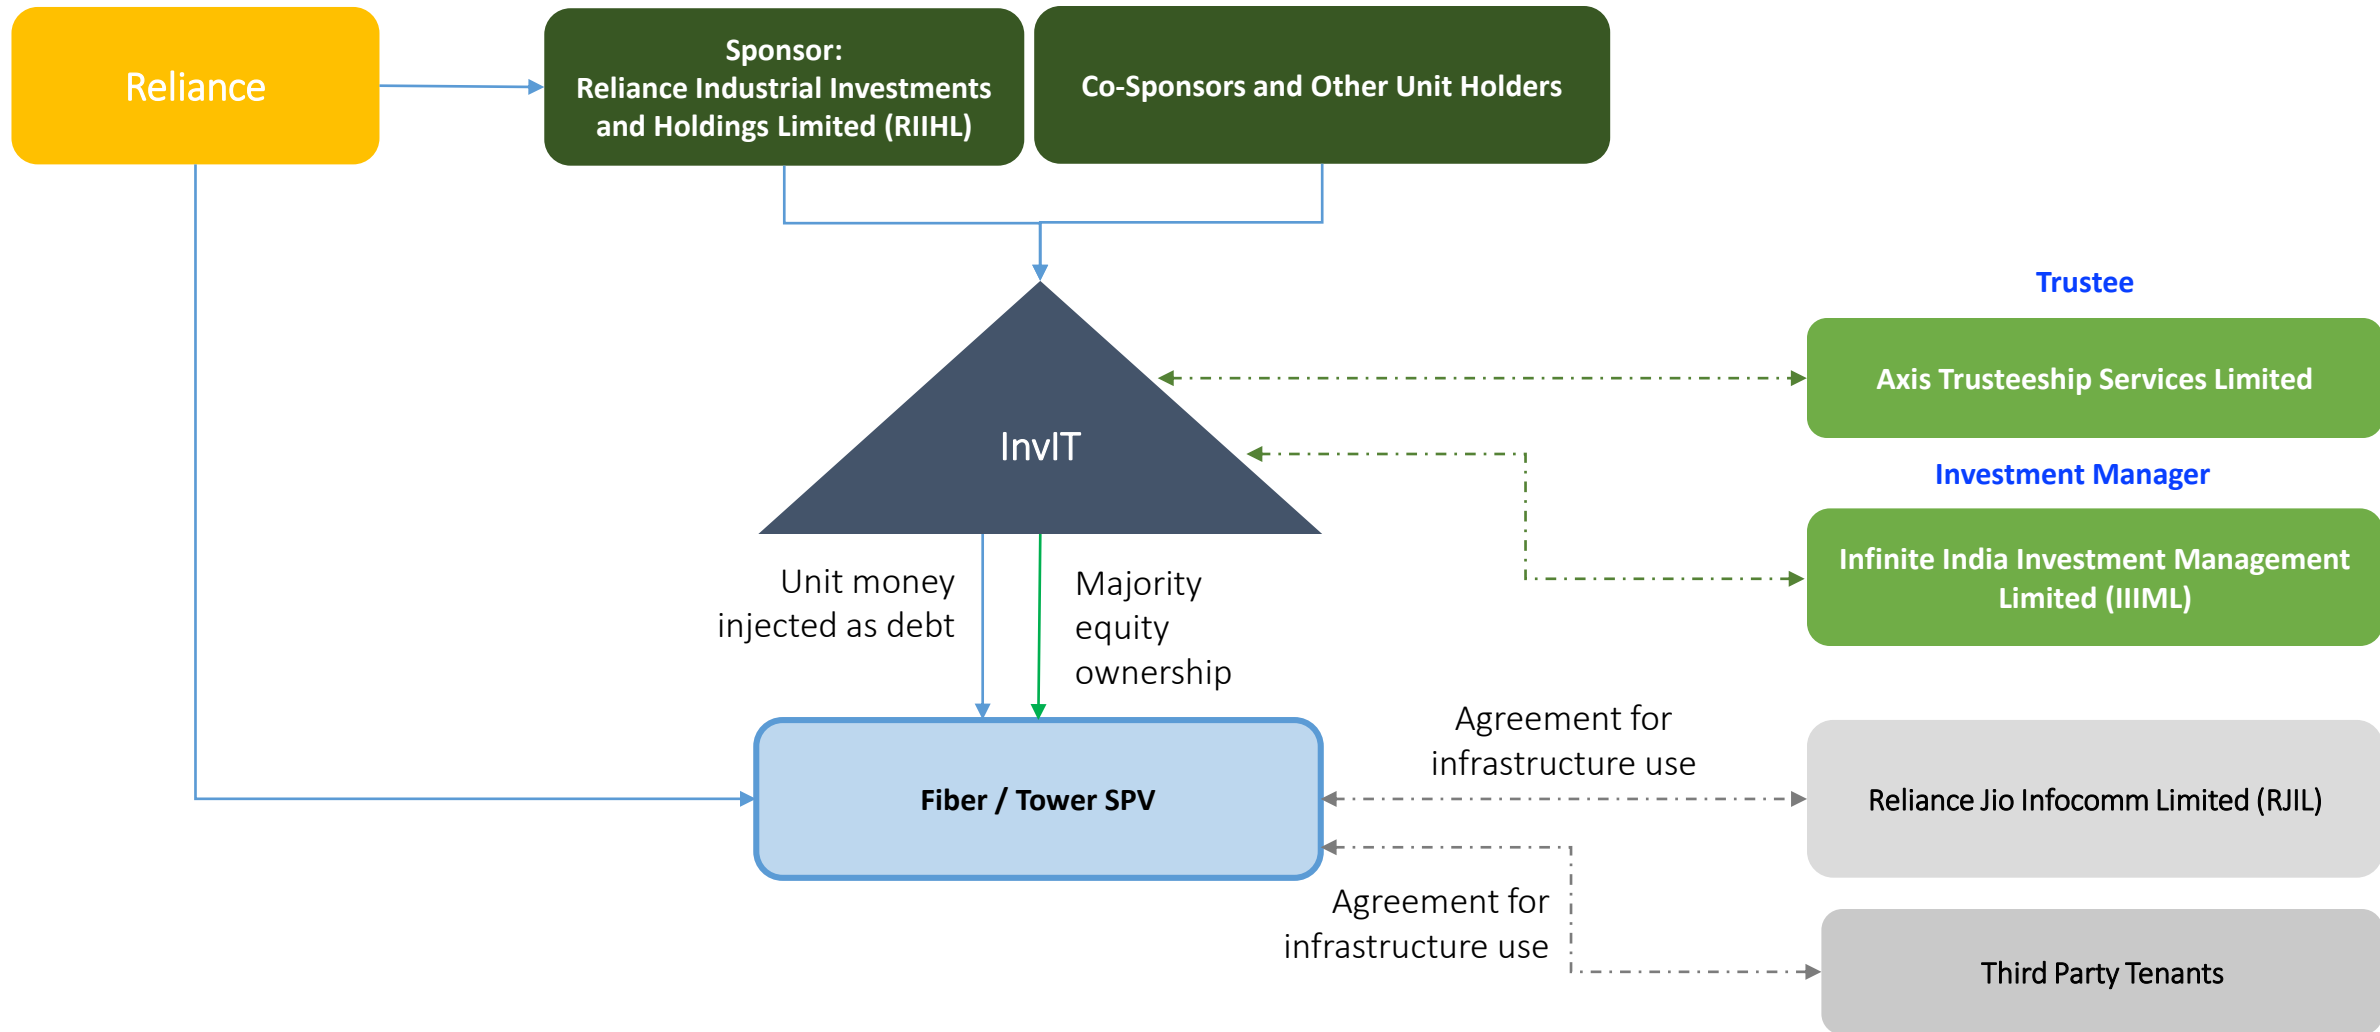 Reliance
Sponsor:
Reliance Industrial Investments
and Holdings Limited (RIIHL)
Co-Sponsors and Other Unit Holders
Trustee
Axis Trusteeship Services Limited
InvIT
Investment Manager
Infinite India Investment Management
Limited (IIIML)
Unit money
injected as debt
Majority
equity
ownership
Agreement for
infrastructure use
Fiber / Tower SPV
Reliance Jio Infocomm Limited (RJIL)
Agreement for
infrastructure use
Third Party Tenants